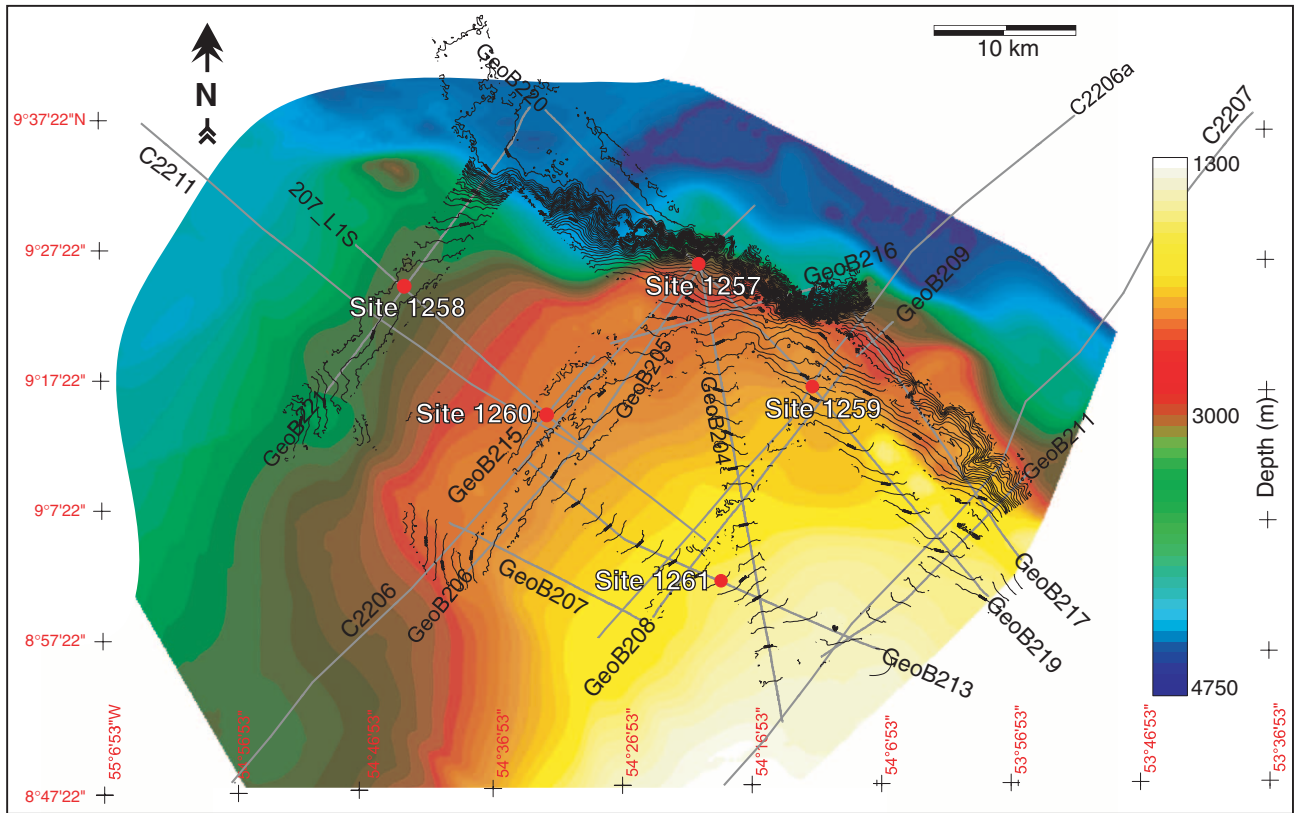 N
10 km
GeoB220
C2206a
C2207
9°37'22"N
C2211
207_L1S
1300
9°27'22"
Site 1257
GeoB216
GeoB209
Site 1258
9°17'22"
GeoB205
Site 1259
Site 1260
GeoB204
3000
Depth (m)
GeoB221
GeoB215
GeoB211
9°7'22"
Site 1261
GeoB207
GeoB217
C2206
GeoB206
GeoB208
GeoB219
8°57'22"
GeoB213
4750
55°6'53"W
54°56'53"
54°46'53"
54°36'53"
54°26'53"
54°16'53"
54°6'53"
53°56'53"
53°46'53"
53°36'53"
8°47'22"